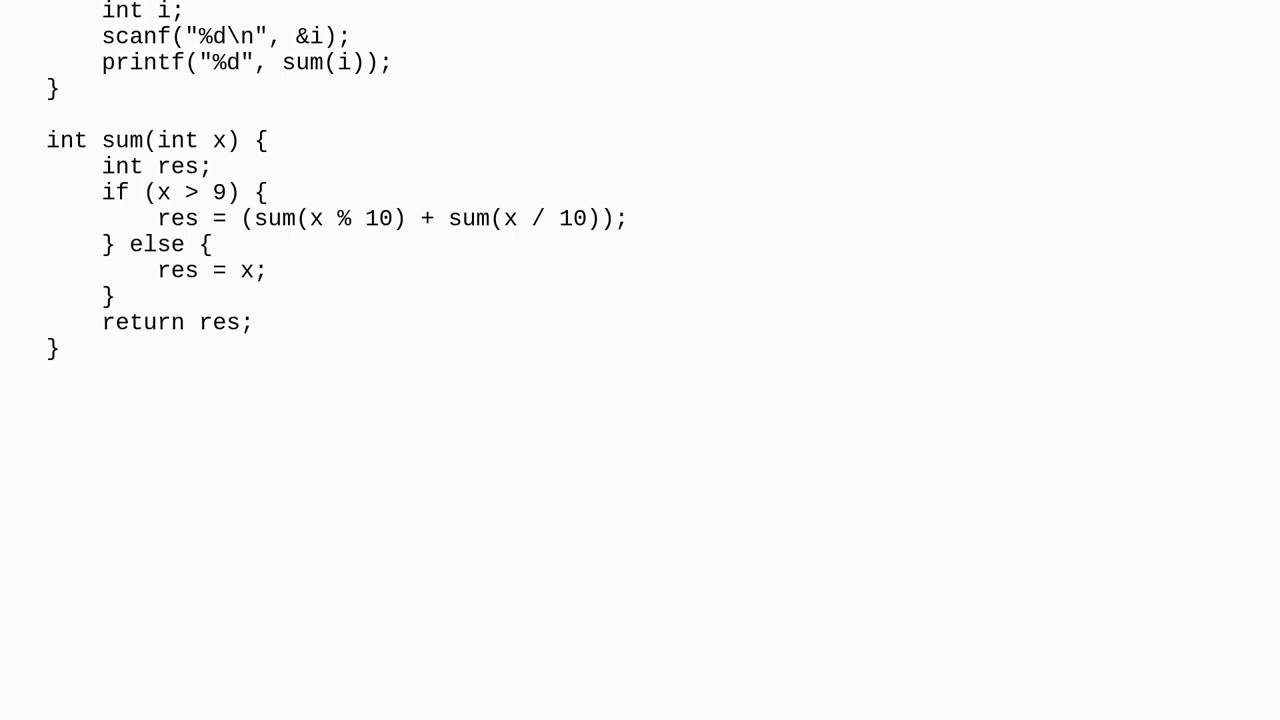 int i;
    scanf("%d\n", &i);
    printf("%d", sum(i));
}

int sum(int x) {
    int res;
    if (x > 9) {
        res = (sum(x % 10) + sum(x / 10));
    } else {
        res = x;
    }
    return res;
}